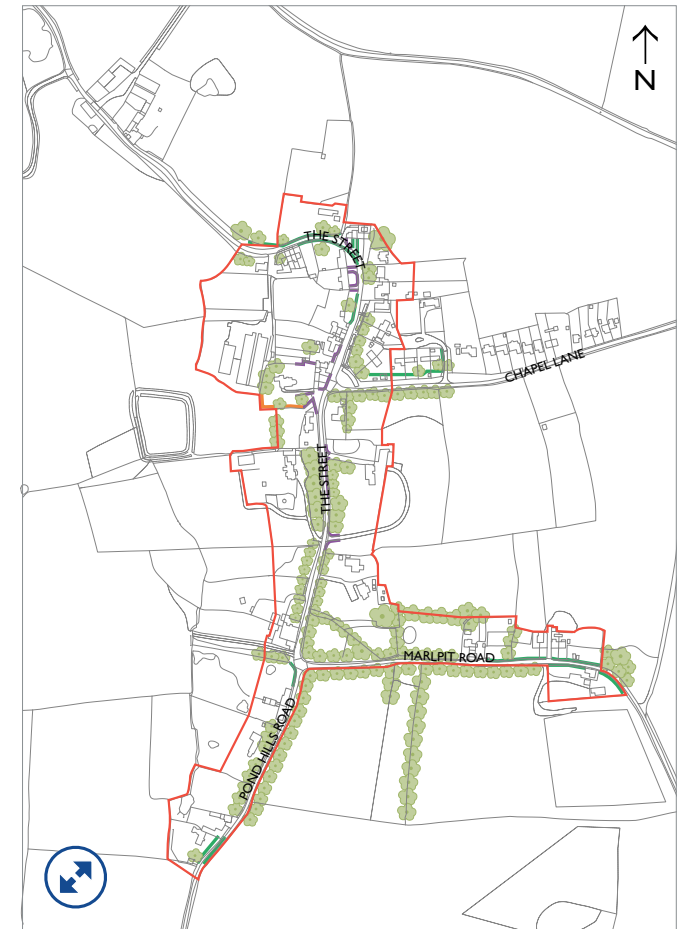 N
THE STREET
CHAPEL LANE
THE STREET
MARLPIT ROAD
POND HILLS ROAD